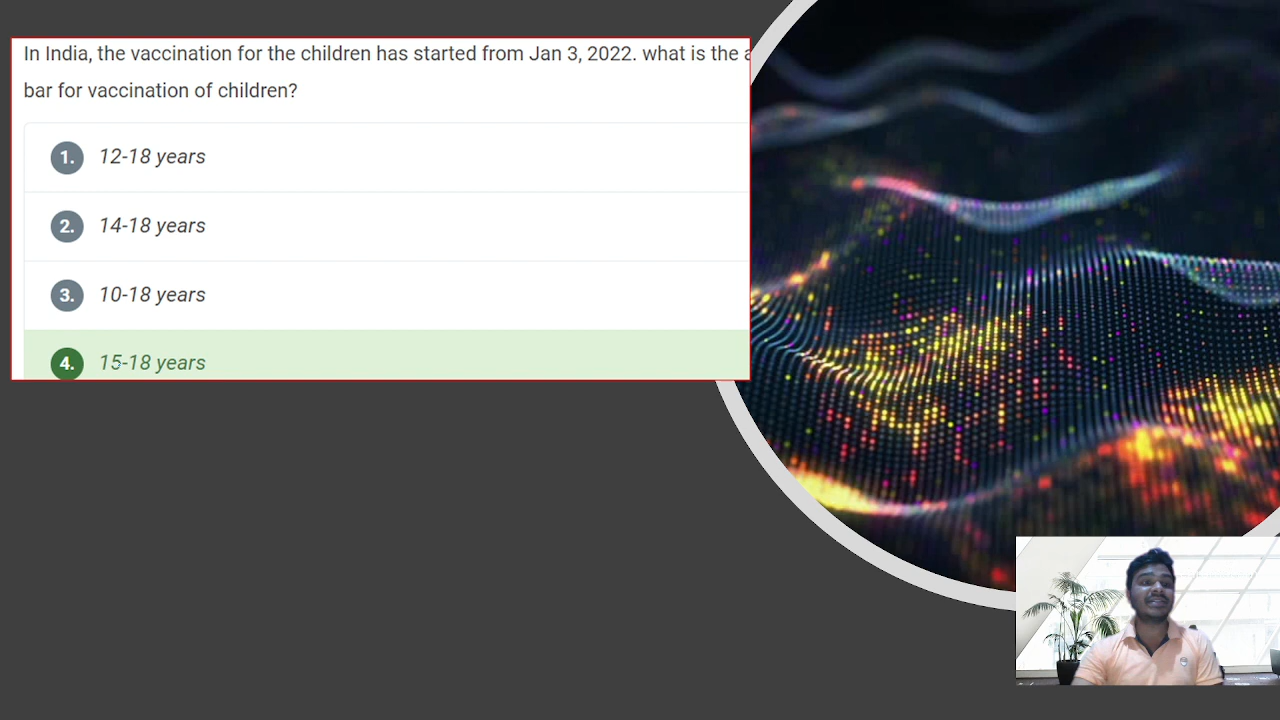 In India, the vaccination for the children has started from Jan 3, 2022. what is the
bar for vaccination of children?
1. 12-18 years
2. 14-18 years
3. 10-18 years
4. 15-18 years